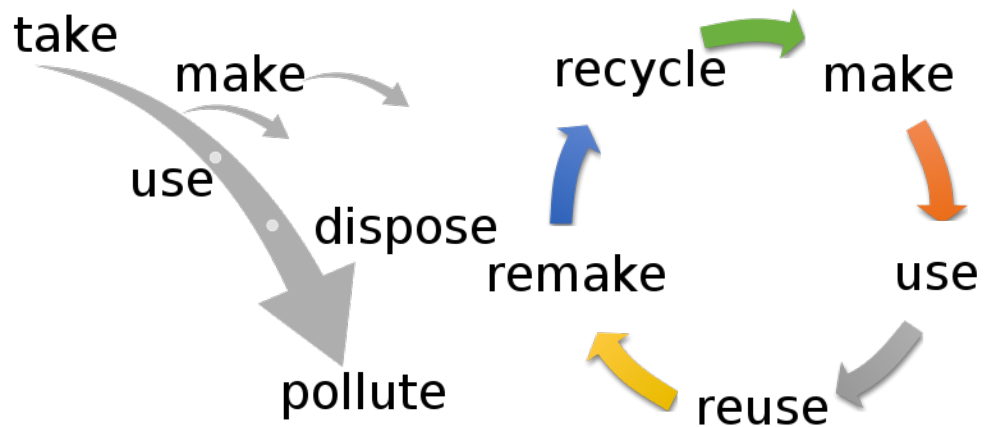 take
make
use
dispose
pollute
recycle
make
use
reuse
remake